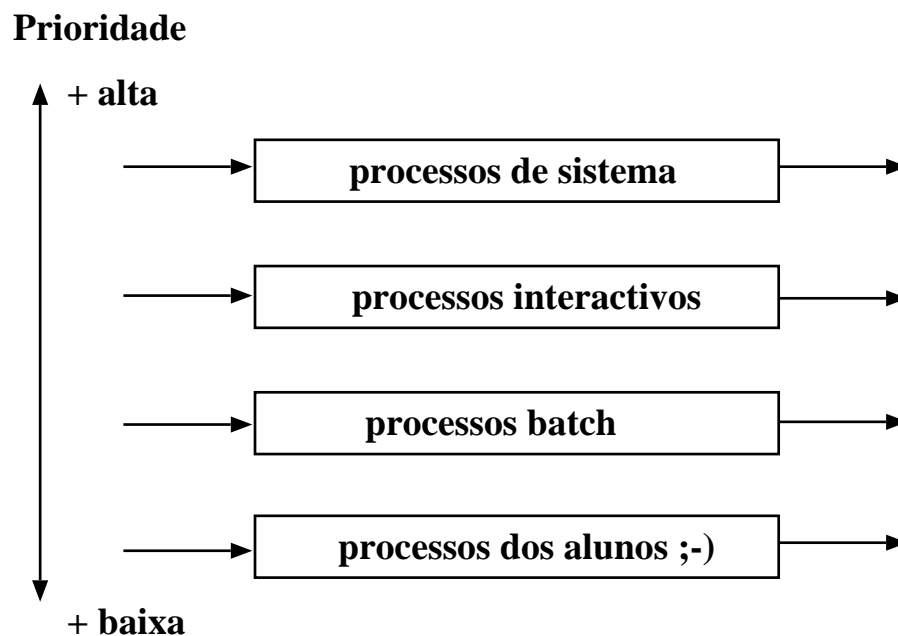 Prioridade
+ alta
processos de sistema
processos interactivos
processos batch
processos dos alunos ;-)
+ baixa